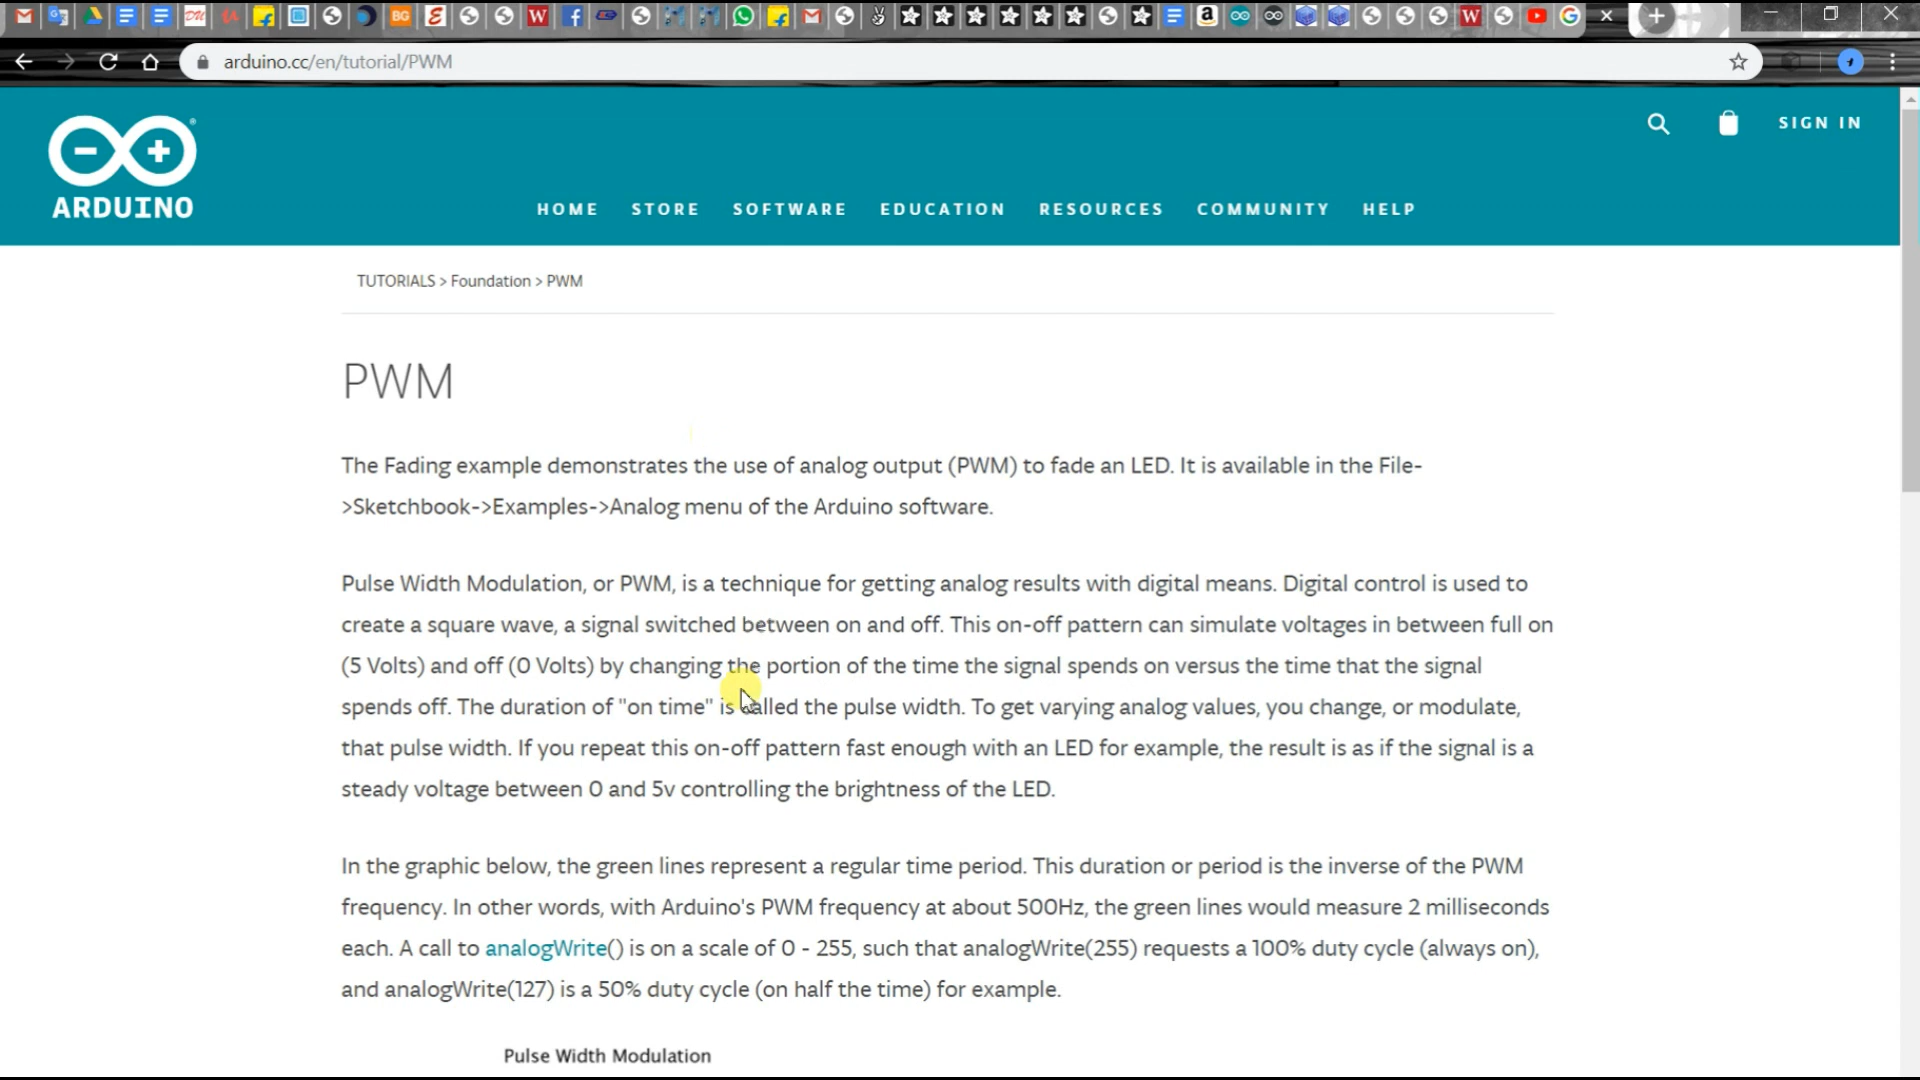 arduino.cc/en/tutorial/PWM
SIGN IN
ARDUINO
HOME STORE SOFTWARE EDUCATION RESOURCES COMMUNITY HELP
TUTORIALS > Foundation > PWM
PWM
The Fading example demonstrates the use of analog output (PWM) to fade an LED. It is available in the File-
>Sketchbook->Examples->Analog menu of the Arduino software.
Pulse Width Modulation, or PWM, is a technique for getting analog results with digital means. Digital control is used to
create a square wave, a signal switched between on and off. This on-off pattern can simulate voltages in between full on
(5 Volts) and off (0 Volts) by changing the portion of the time the signal spends on versus the time that the signal
spends off. The duration of "on time" is called the pulse width. To get varying analog values, you change, or modulate,
that pulse width. If you repeat this on-off pattern fast enough with an LED for example, the result is as if the signal is a
steady voltage between 0 and 5v controlling the brightness of the LED.
In the graphic below, the green lines represent a regular time period. This duration or period is the inverse of the PWM
frequency. In other words, with Arduino's PWM frequency at about 500Hz, the green lines would measure 2 milliseconds
each. A call to analogWrite() is on a scale of 0 - 255, such that analogWrite(255) requests a 100% duty cycle (always on),
and analogWrite(127) is a 50% duty cycle (on half the time) for example.
Pulse Width Modulation